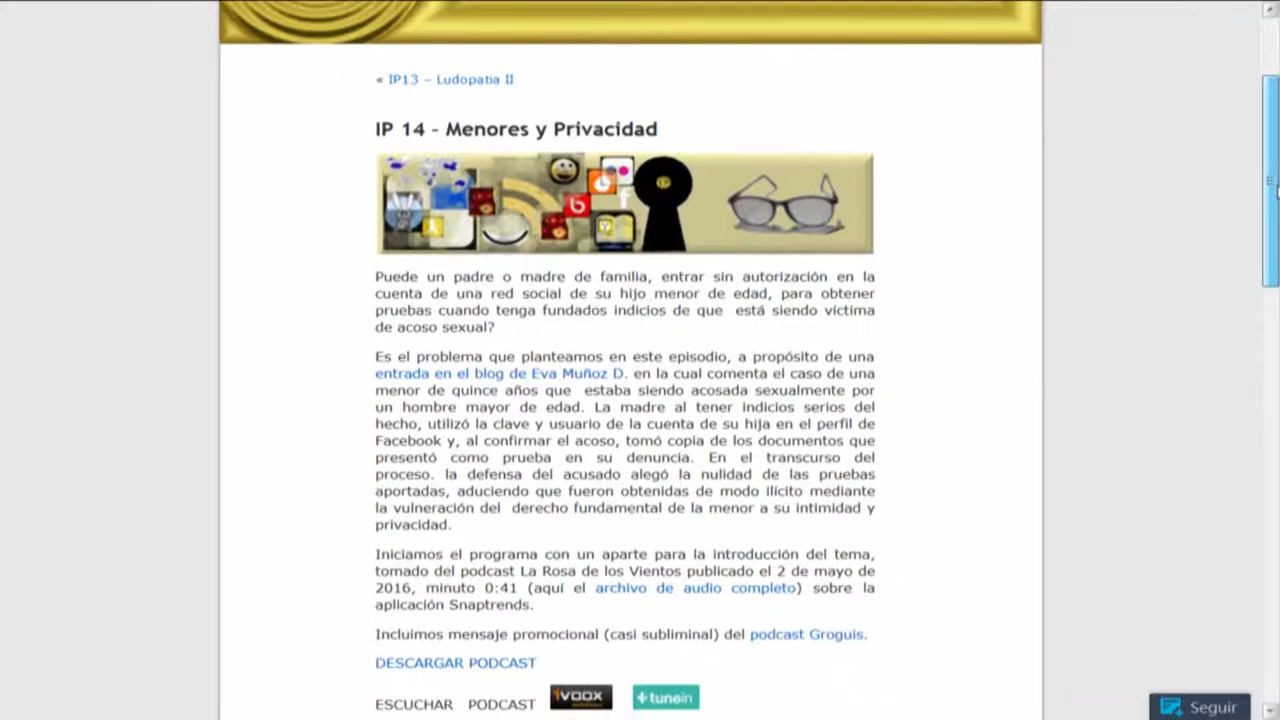 « IP13 – Ludopatia II
IP 14 - Menores y Privacidad
Puede un padre o madre de familia, entrar sin autorización en la
cuenta de una red social de su hijo menor de edad, para obtener
pruebas cuando tenga fundados indicios de que está siendo víctima
de acoso sexual?
Es el problema que planteamos en este episodio, a propósito de una
entrada en el blog de Eva Muñoz D. en la cual comenta el caso de una
menor de quince años que estaba siendo acosada sexualmente por
un hombre mayor de edad. La madre al tener indicios serios del
hecho, utilizó la clave y usuario de la cuenta de su hija en el perfil de
Facebook y, al confirmar el acoso, tomó copia de los documentos que
presentó como prueba en su denuncia. En el transcurso del
proceso. la defensa del acusado alegó la nulidad de las pruebas
aportadas, aduciendo que fueron obtenidas de modo ilícito mediante
la vulneración del derecho fundamental de la menor a su intimidad y
privacidad.
Iniciamos el programa con un aparte para la introducción del tema,
tomado del podcast La Rosa de los Vientos publicado el 2 de mayo de
2016, minuto 0:41 (aquí el archivo de audio completo) sobre la
aplicación Snaptrends.
Incluimos mensaje promocional (casi subliminal) del podcast Groguis.
DESCARGAR PODCAST
ESCUCHAR PODCAST iVOOX +tunein
Seguir